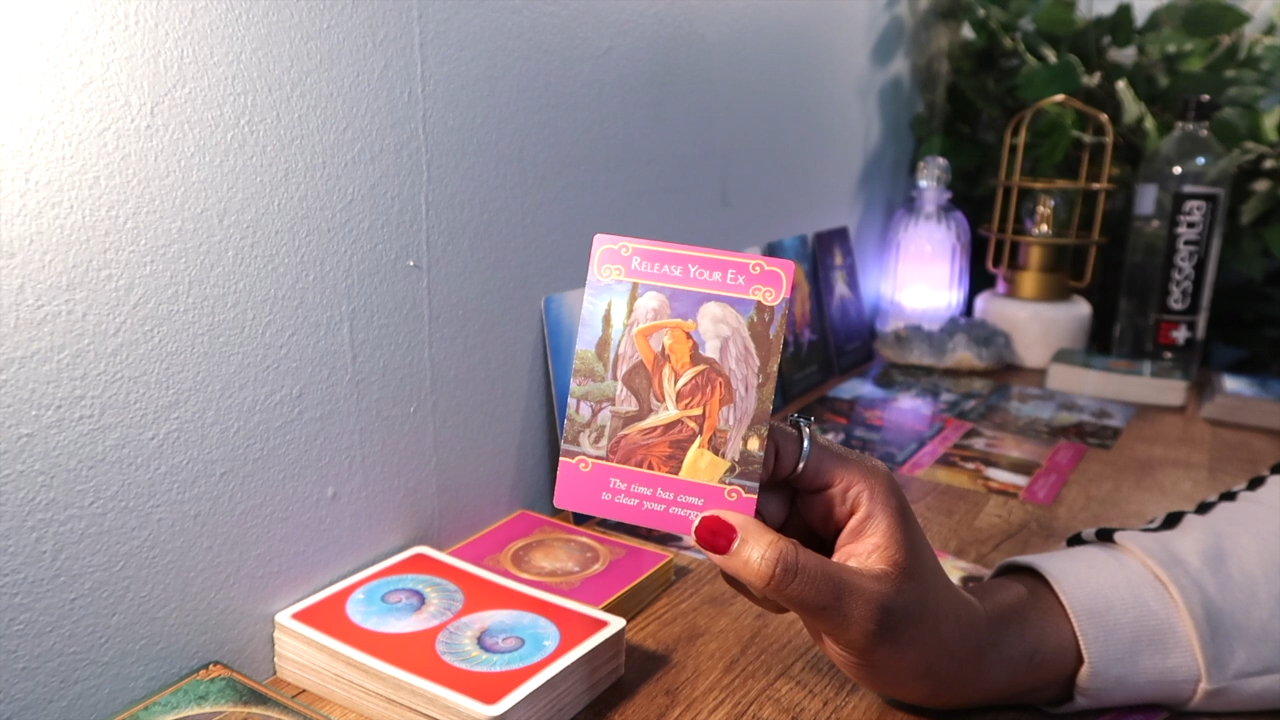 Release Your Ex
The time has come
to clear your energy
essentia